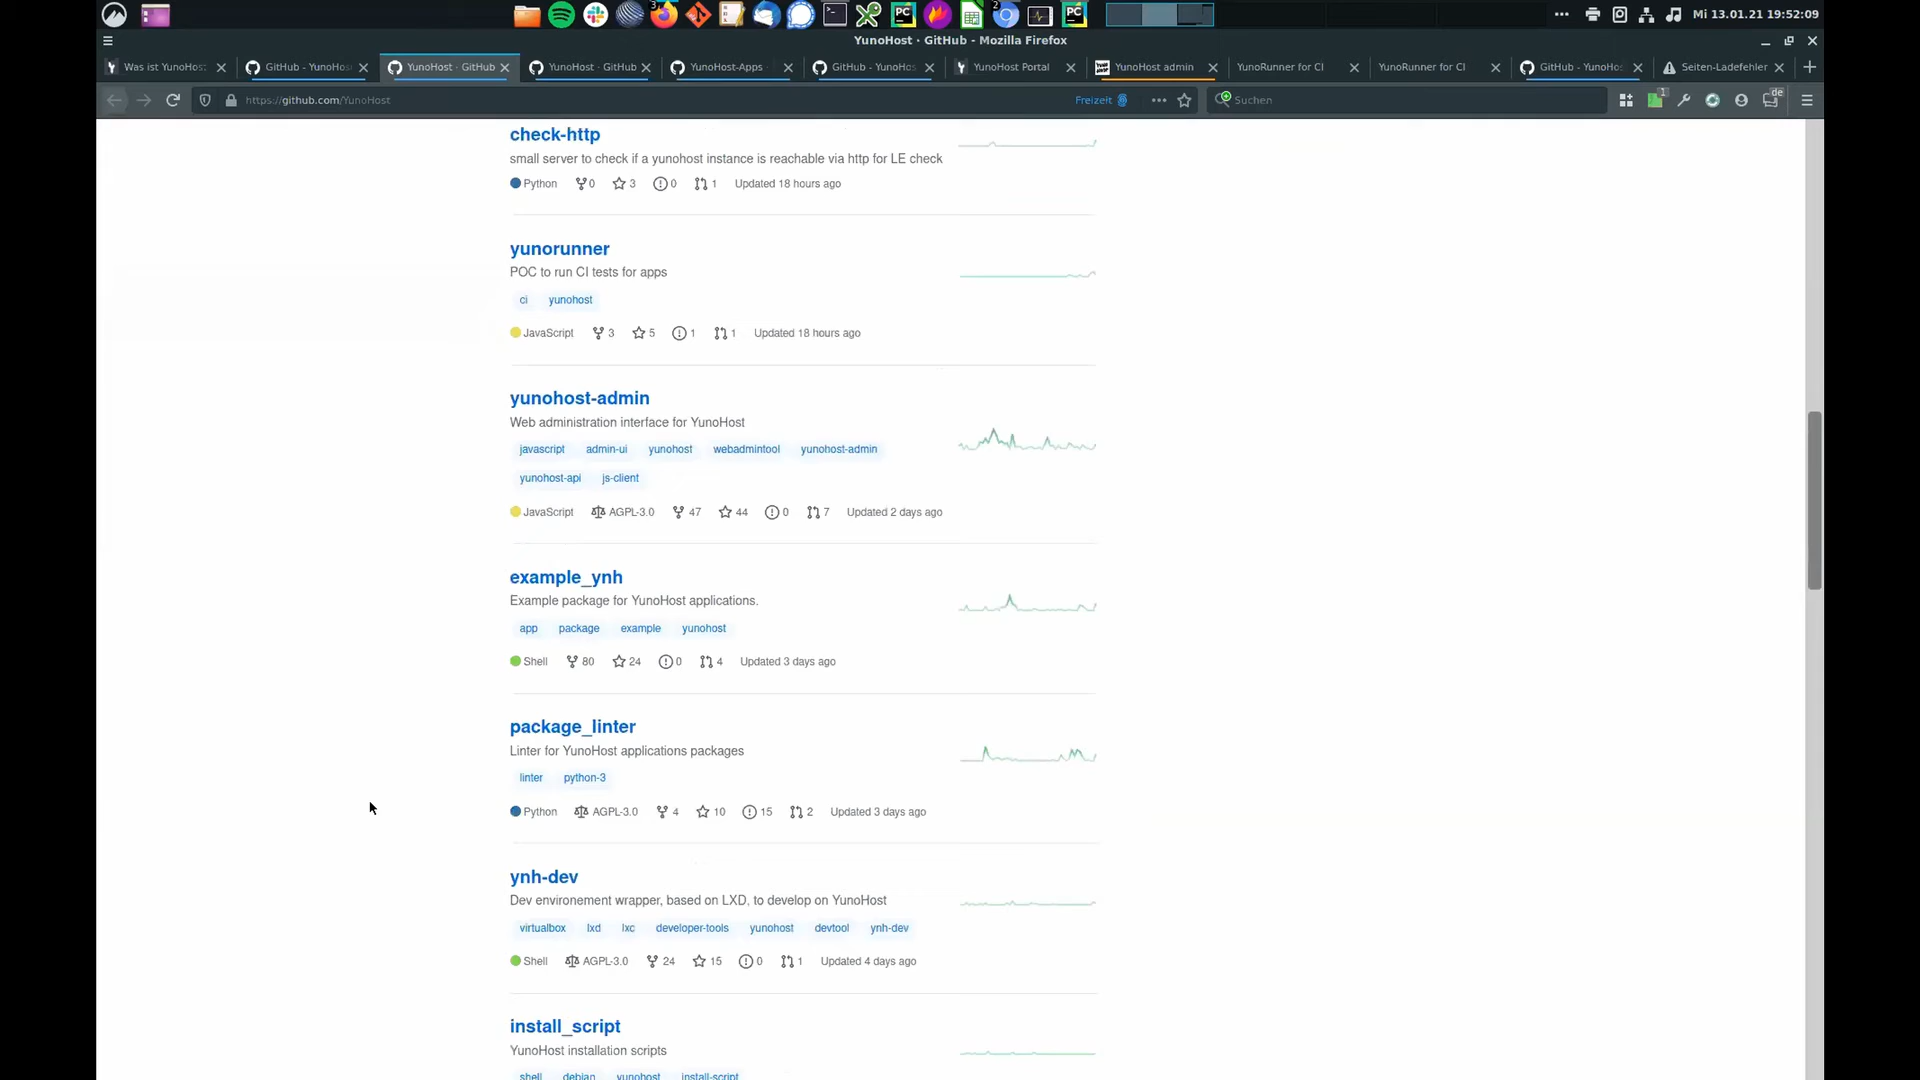 Mi 13.01.21 19:52:09
YunoHost · GitHub - Mozilla Firefox
Was ist YunoHos
GitHub - YunoHos
YunoHost · GitHub
YunoHost · GitHub
YunoHost-Apps
GitHub - YunoHos
YunoHost Portal
YunoHost admin
YunoRunner for CI
YunoRunner for CI
GitHub - YunoHos
Seiten-Ladefehler
https://github.com/YunoHost
Freizeit
Suchen
1
de
check-http
small server to check if a yunohost instance is reachable via http for LE check
Python 0 3 0 1 Updated 18 hours ago
yunorunner
POC to run CI tests for apps
ci yunohost
JavaScript 3 5 1 1 Updated 18 hours ago
yunohost-admin
Web administration interface for YunoHost
javascript admin-ui yunohost webadmintool yunohost-admin
yunohost-api js-client
JavaScript AGPL-3.0 47 44 0 7 Updated 2 days ago
example_ynh
Example package for YunoHost applications.
app package example yunohost
Shell 80 24 0 4 Updated 3 days ago
package_linter
Linter for YunoHost applications packages
linter python-3
Python AGPL-3.0 4 10 15 2 Updated 3 days ago
ynh-dev
Dev environement wrapper, based on LXD, to develop on YunoHost
virtualbox lxd lxc developer-tools yunohost devtool ynh-dev
Shell AGPL-3.0 24 15 0 1 Updated 4 days ago
install_script
YunoHost installation scripts
shell debian yunohost install-script